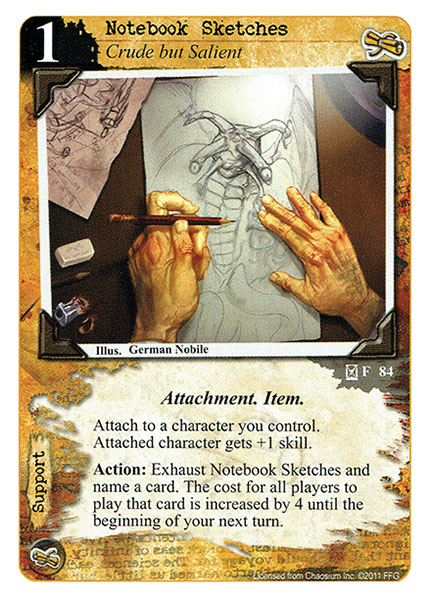 1
Notebook Sketches
Crude but Salient
Illus. German Nobile
F 84
Attachment. Item.
Attach to a character you control.
Attached character gets +1 skill.
Action: Exhaust Notebook Sketches and
name a card. The cost for all players to
play that card is increased by 4 until the
beginning of your next turn.
Support
Licensed from Chaosium Inc. ©2011 FFG